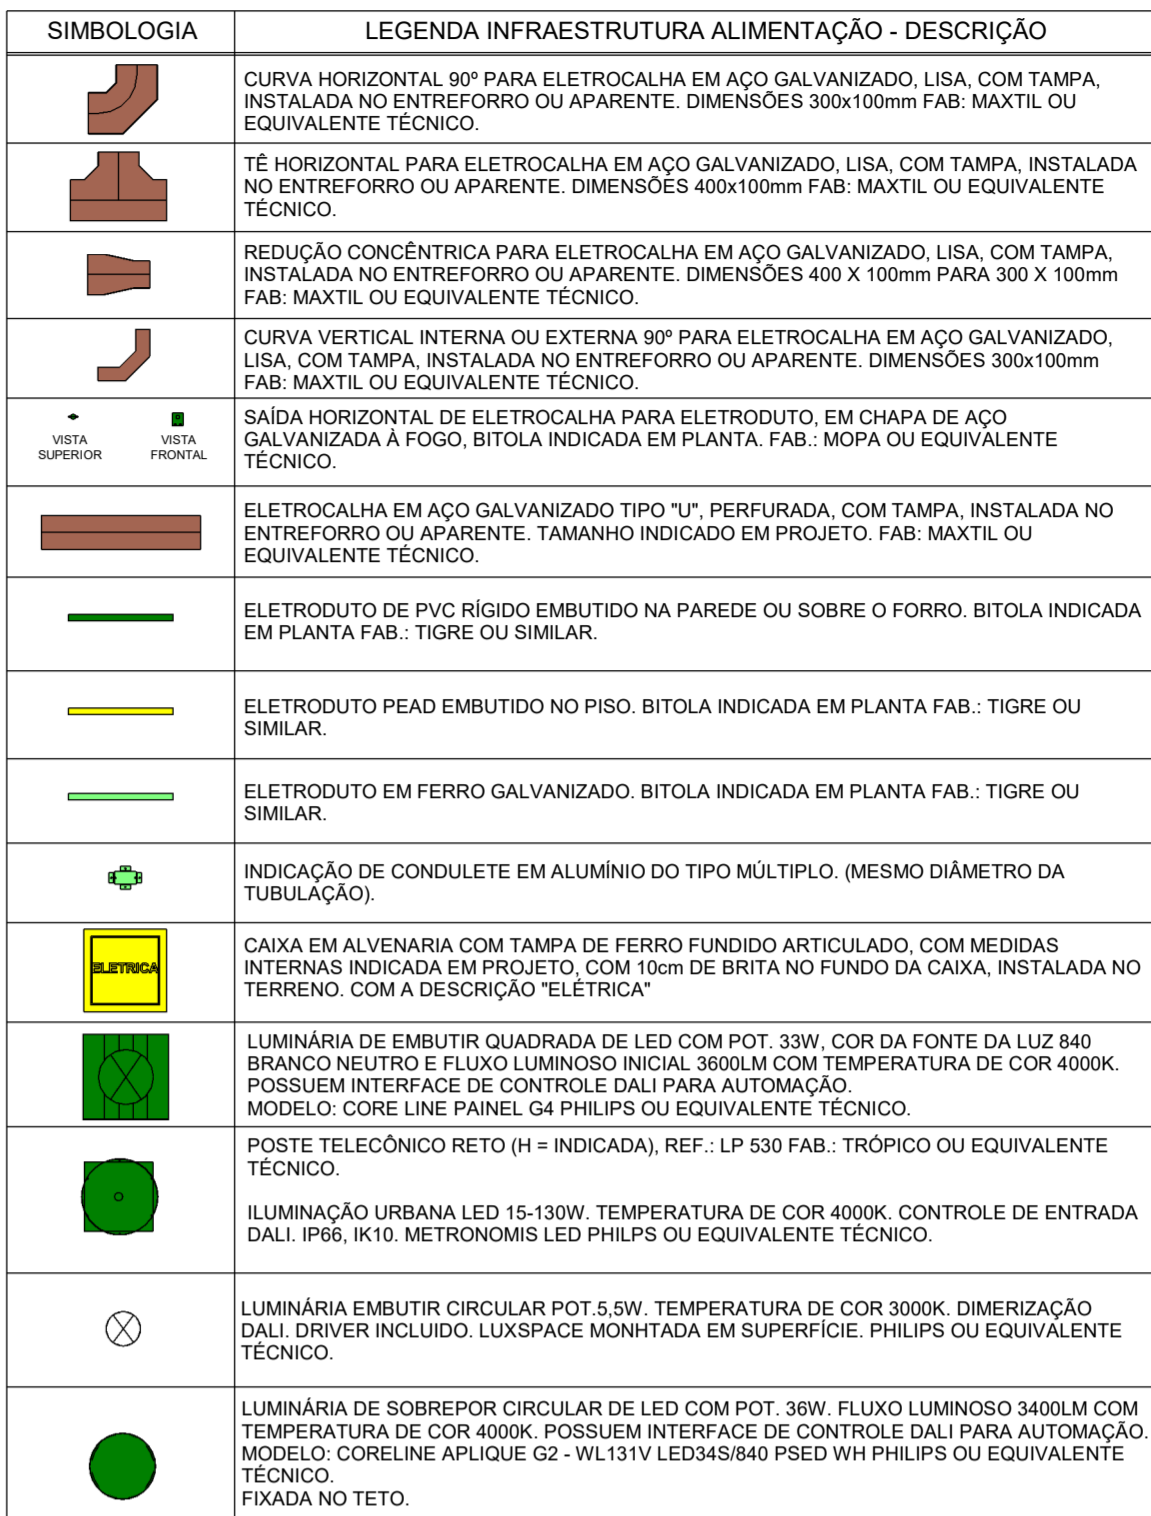 SIMBOLOGIA
LEGENDA INFRAESTRUTURA ALIMENTAÇÃO - DESCRIÇÃO
CURVA HORIZONTAL 90º PARA ELETROCALHA EM AÇO GALVANIZADO, LISA, COM TAMPA,
INSTALADA NO ENTREFORRO OU APARENTE. DIMENSÕES 300x100mm FAB: MAXTIL OU
EQUIVALENTE TÉCNICO.
TÊ HORIZONTAL PARA ELETROCALHA EM AÇO GALVANIZADO, LISA, COM TAMPA, INSTALADA
NO ENTREFORRO OU APARENTE. DIMENSÕES 400x100mm FAB: MAXTIL OU EQUIVALENTE
TÉCNICO.
REDUÇÃO CONCÊNTRICA PARA ELETROCALHA EM AÇO GALVANIZADO, LISA, COM TAMPA,
INSTALADA NO ENTREFORRO OU APARENTE. DIMENSÕES 400 X 100mm PARA 300 X 100mm
FAB: MAXTIL OU EQUIVALENTE TÉCNICO.
CURVA VERTICAL INTERNA OU EXTERNA 90º PARA ELETROCALHA EM AÇO GALVANIZADO,
LISA, COM TAMPA, INSTALADA NO ENTREFORRO OU APARENTE. DIMENSÕES 300x100mm
FAB: MAXTIL OU EQUIVALENTE TÉCNICO.
VISTA
SUPERIOR
VISTA
FRONTAL
SAÍDA HORIZONTAL DE ELETROCALHA PARA ELETRODUTO, EM CHAPA DE AÇO
GALVANIZADA À FOGO, BITOLA INDICADA EM PLANTA. FAB.: MOPA OU EQUIVALENTE
TÉCNICO.
ELETROCALHA EM AÇO GALVANIZADO TIPO "U", PERFURADA, COM TAMPA, INSTALADA NO
ENTREFORRO OU APARENTE. TAMANHO INDICADO EM PROJETO. FAB: MAXTIL OU
EQUIVALENTE TÉCNICO.
ELETRODUTO DE PVC RÍGIDO EMBUTIDO NA PAREDE OU SOBRE O FORRO. BITOLA INDICADA
EM PLANTA FAB.: TIGRE OU SIMILAR.
ELETRODUTO PEAD EMBUTIDO NO PISO. BITOLA INDICADA EM PLANTA FAB.: TIGRE OU
SIMILAR.
ELETRODUTO EM FERRO GALVANIZADO. BITOLA INDICADA EM PLANTA FAB.: TIGRE OU
SIMILAR.
INDICAÇÃO DE CONDULETE EM ALUMÍNIO DO TIPO MÚLTIPLO. (MESMO DIÂMETRO DA
TUBULAÇÃO).
ELETRICA
CAIXA EM ALVENARIA COM TAMPA DE FERRO FUNDIDO ARTICULADO, COM MEDIDAS
INTERNAS INDICADA EM PROJETO, COM 10cm DE BRITA NO FUNDO DA CAIXA, INSTALADA NO
TERRENO. COM A DESCRIÇÃO "ELÉTRICA"
LUMINÁRIA DE EMBUTIR QUADRADA DE LED COM POT. 33W, COR DA FONTE DA LUZ 840
BRANCO NEUTRO E FLUXO LUMINOSO INICIAL 3600LM COM TEMPERATURA DE COR 4000K.
POSSUEM INTERFACE DE CONTROLE DALI PARA AUTOMAÇÃO.
MODELO: CORE LINE PAINEL G4 PHILIPS OU EQUIVALENTE TÉCNICO.
POSTE TELECÔNICO RETO (H = INDICADA), REF.: LP 530 FAB.: TRÓPICO OU EQUIVALENTE
TÉCNICO.
ILUMINAÇÃO URBANA LED 15-130W. TEMPERATURA DE COR 4000K. CONTROLE DE ENTRADA
DALI. IP66, IK10. METRONOMIS LED PHILPS OU EQUIVALENTE TÉCNICO.
LUMINÁRIA EMBUTIR CIRCULAR POT.5,5W. TEMPERATURA DE COR 3000K. DIMERIZAÇÃO
DALI. DRIVER INCLUIDO. LUXSPACE MONHTADA EM SUPERFÍCIE. PHILIPS OU EQUIVALENTE
TÉCNICO.
LUMINÁRIA DE SOBREPOR CIRCULAR DE LED COM POT. 36W. FLUXO LUMINOSO 3400LM COM
TEMPERATURA DE COR 4000K. POSSUEM INTERFACE DE CONTROLE DALI PARA AUTOMAÇÃO.
MODELO: CORELINE APLIQUE G2 - WL131V LED34S/840 PSED WH PHILIPS OU EQUIVALENTE
TÉCNICO.
FIXADA NO TETO.